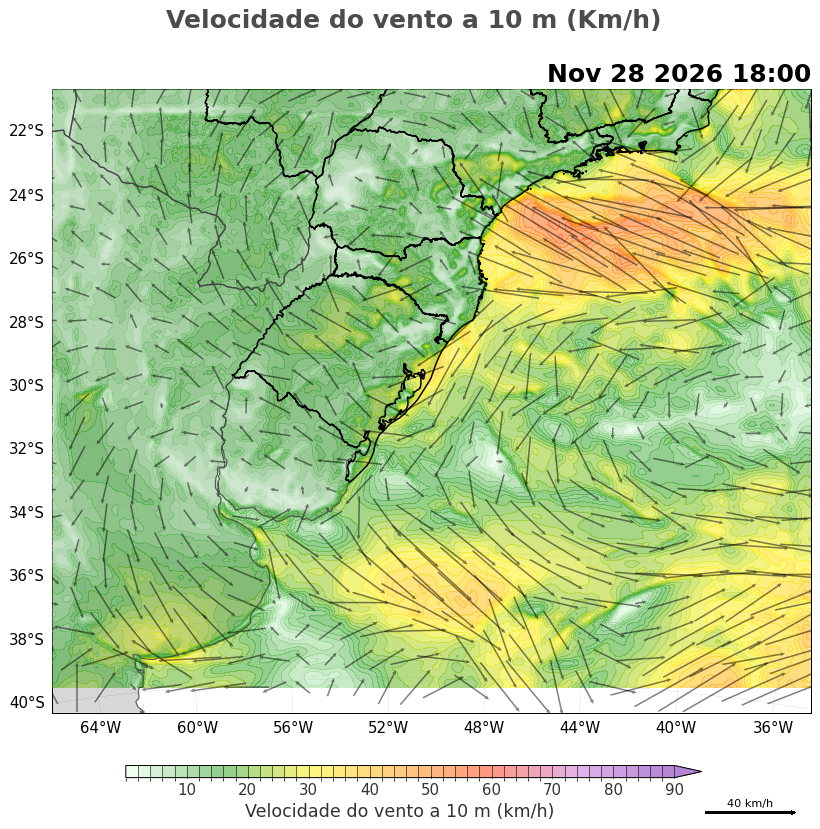 Velocidade do vento a 10 m (Km/h)
Nov 28 2026 18:00
22°S
24°S
26°S
28°S
30°S
32°S
34°S
36°S
38°S
40°S
64°W 60°W 56°W 52°W 48°W 44°W 40°W 36°W
10 20 30 40 50 60 70 80 90
Velocidade do vento a 10 m (km/h)
40 km/h